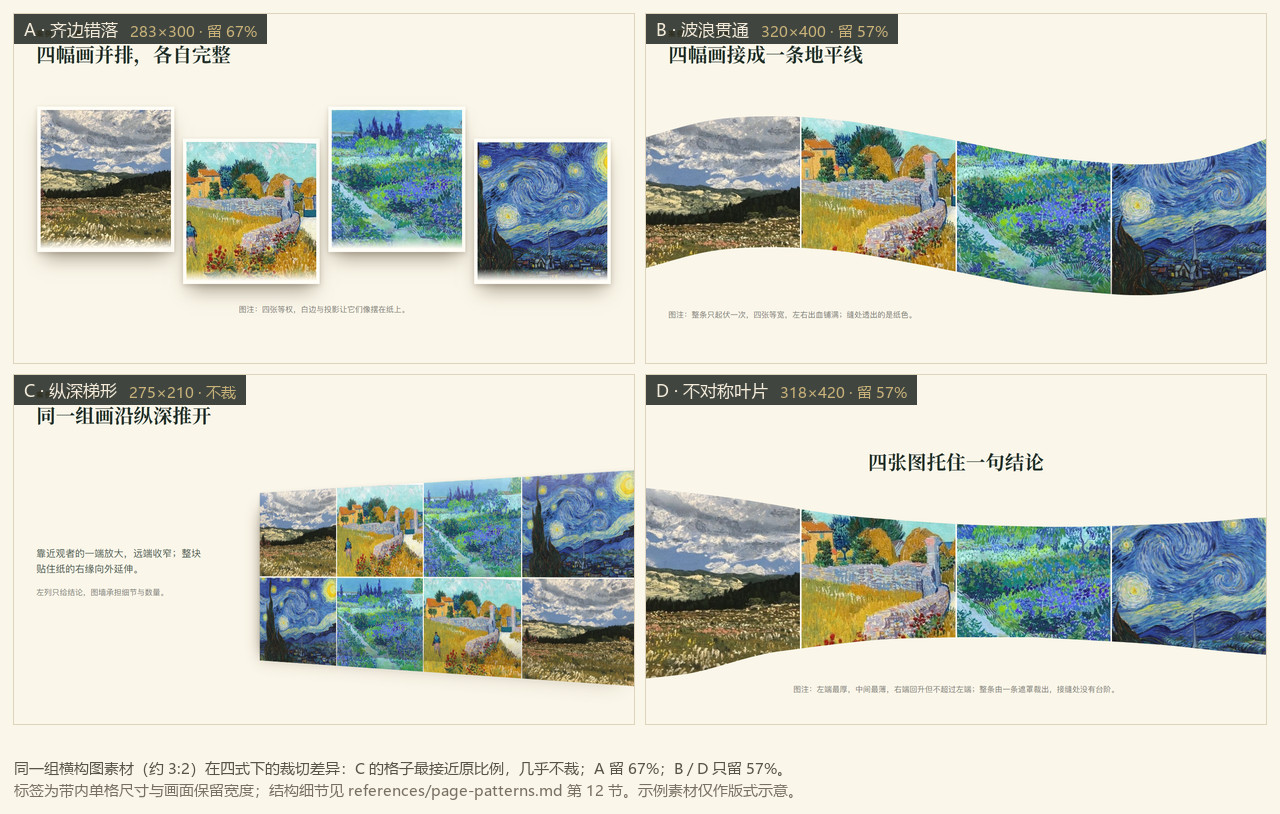 A · 齐边错落 283×300 · 留 67%
四幅画并排，各自完整
图注：四张等权，白边与投影让它们像摆在纸上。
B · 波浪贯通 320×400 · 留 57%
四幅画接成一条地平线
图注：整条只起伏一次，四张等宽，左右出血铺满；缝处透出的是纸色。
C · 纵深梯形 275×210 · 不裁
同一组画沿纵深推开
靠近观者的一端放大，远端收窄；整块
贴住纸的右缘向外延伸。
左列只给结论，图墙承担细节与数量。
D · 不对称叶片 318×420 · 留 57%
四张图托住一句结论
图注：左端最厚，中间最薄，右端回升但不超过左端；整条由一条遮罩裁出，接缝处没有台阶。
同一组横构图素材（约 3:2）在四式下的裁切差异：C 的格子最接近原比例，几乎不裁；A 留 67%；B / D 只留 57%。
标签为带内单格尺寸与画面保留宽度；结构细节见 references/page-patterns.md 第 12 节。示例素材仅作版式示意。